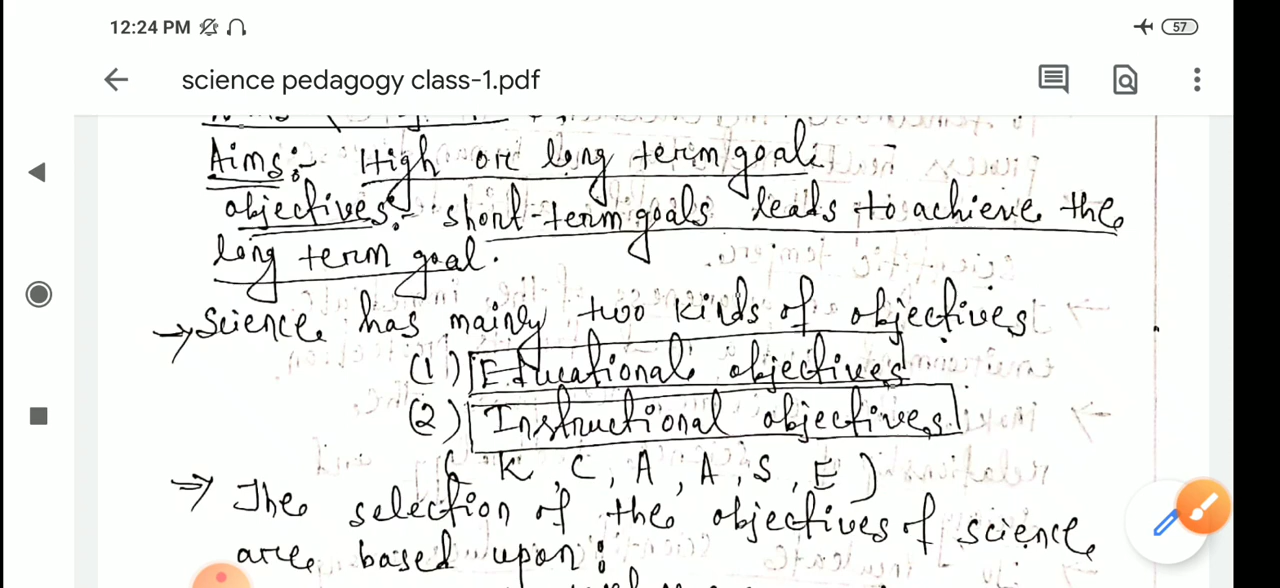 12:24 PM
57
science pedagogy class-1.pdf
Aims:- High or long term goal.
objectives:- short-term goals leads to achieve the
long term goal.
→ Science has mainly two kinds of objectives
(1) Educational objectives
(2) Instructional objectives
( K, C, A, A, S, E )
⇒ The selection of the objectives of science
are based upon: